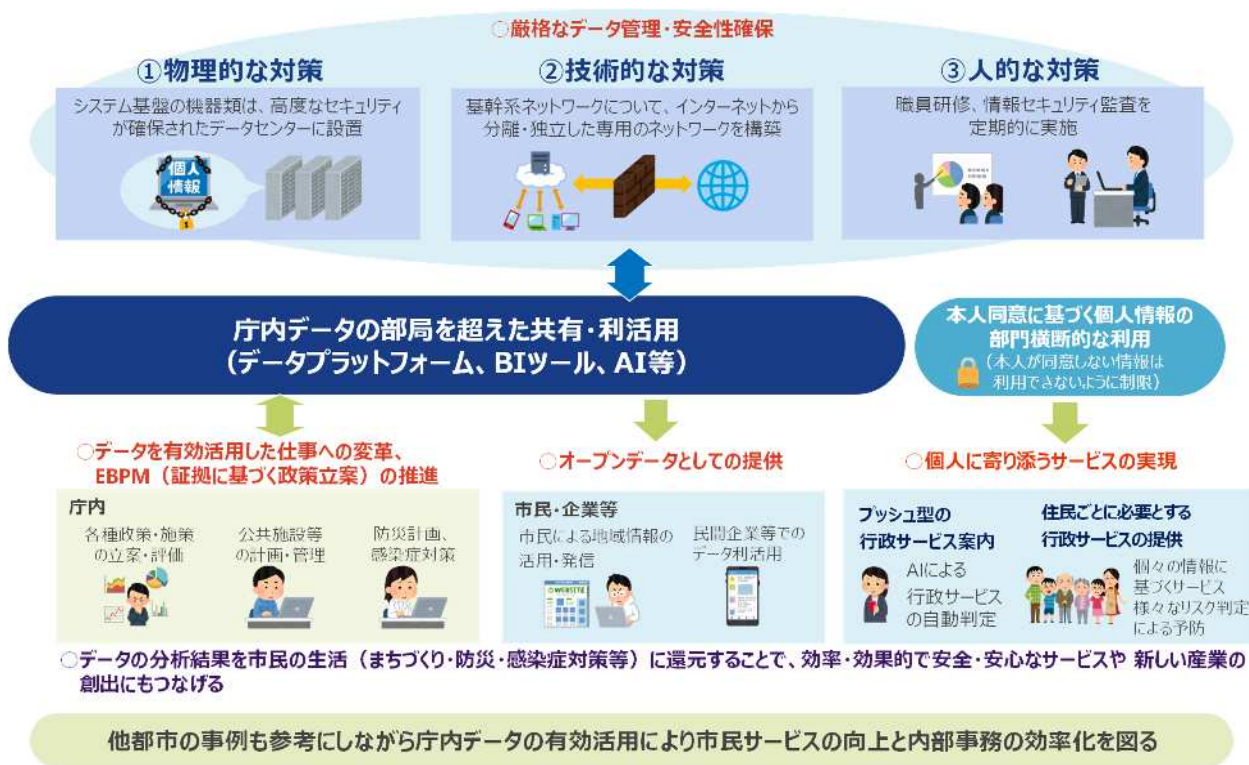 ○厳格なデータ管理・安全性確保
①物理的な対策
システム基盤の機器類は、高度なセキュリティ
が確保されたデータセンターに設置
個人
情報
②技術的な対策
基幹系ネットワークについて、インターネットから
分離・独立した専用のネットワークを構築
③人的な対策
職員研修、情報セキュリティ監査を
定期的に実施
庁内データの部局を超えた共有・利活用
(データプラットフォーム、BIツール、AI等)
本人同意に基づく個人情報の
部門横断的な利用
(本人が同意しない情報は
利用できないように制限)
○データを有効活用した仕事への変革、
EBPM（証拠に基づく政策立案）の推進
庁内
各種政策・施策
の立案・評価
公共施設等
の計画・管理
防災計画、
感染症対策
○オープンデータとしての提供
市民・企業等
市民による地域情報の
活用・発信
WEBSITE
民間企業等での
データ利活用
○個人に寄り添うサービスの実現
プッシュ型の
行政サービス案内
AIによる
行政サービス
の自動判定
住民ごとに必要とする
行政サービスの提供
個々の情報に
基づくサービス
様々なリスク判定
による予防
○データの分析結果を市民の生活（まちづくり・防災・感染症対策等）に還元することで、効率・効果的で安全・安心なサービスや 新しい産業の
創出にもつなげる
他都市の事例も参考にしながら庁内データの有効活用により市民サービスの向上と内部事務の効率化を図る